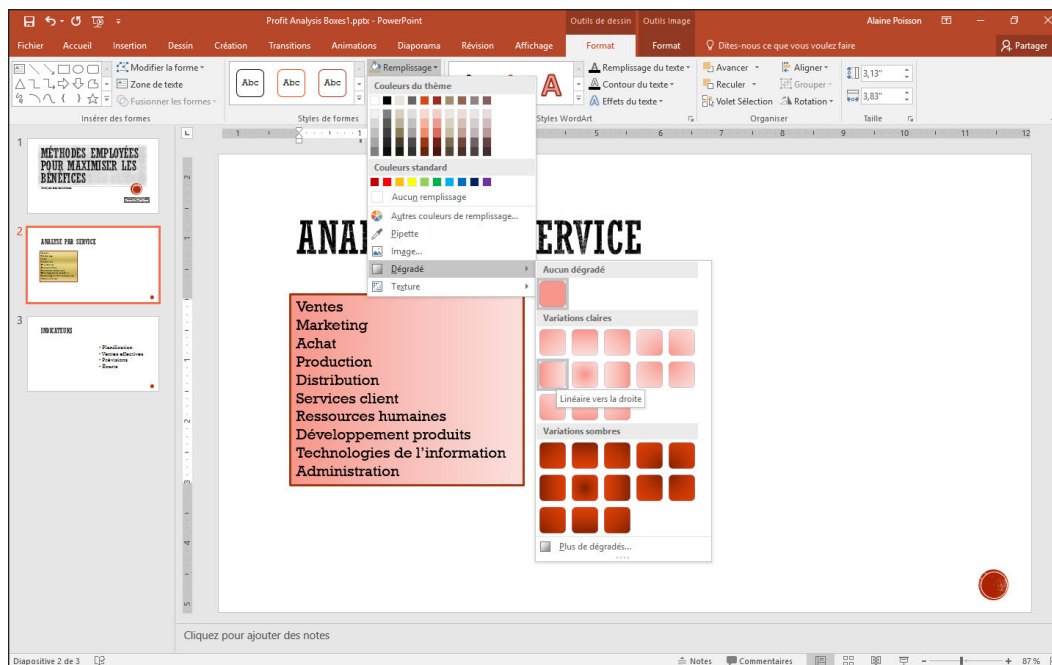 Profit Analysis Boxes1.pptx - PowerPoint
Outils de dessin
Outils Image
Alaine Poisson
Fichier
Accueil
Insertion
Dessin
Création
Transitions
Animations
Diaporama
Révision
Affichage
Format
Format
Dites-nous ce que vous voulez faire
Partager
Modifier la forme
Zone de texte
Fusionner les formes
Insérer des formes
Abc
Abc
Abc
Styles de formes
Remplissage
Remplissage du texte
Contour du texte
Effets du texte
Styles WordArt
Avancer
Reculer
Volet Sélection
Aligner
Grouper
Rotation
Organiser
3,13"
3,83"
Taille
Couleurs du thème
Couleurs standard
Aucun remplissage
Autres couleurs de remplissage...
Pipette
Image...
Dégradé
Texture
Aucun dégradé
Variations claires
Linéaire vers la droite
Variations sombres
Plus de dégradés...
1
MÉTHODES EMPLOYÉES
POUR MAXIMISER LES
BÉNÉFICES
2
ANALYSE PAR SERVICE
3
INDICATEURS
• Planification
• Ventes effectives
• Prévisions
• Écarts
SERVICE
Ventes
Marketing
Achat
Production
Distribution
Services client
Ressources humaines
Développement produits
Technologies de l'information
Administration
Cliquez pour ajouter des notes
Diapositive 2 de 3
Notes
Commentaires
87 %